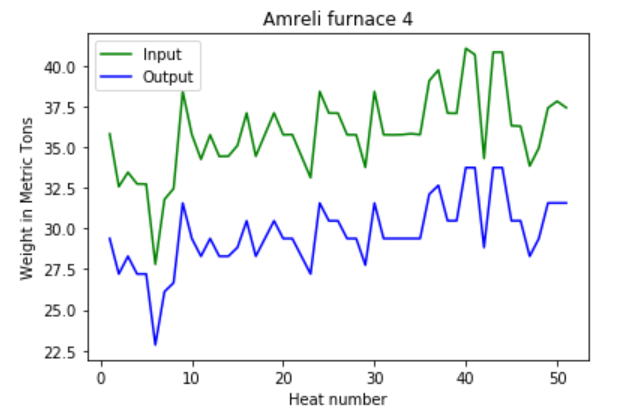 Amreli furnace 4
Input
Output
Weight in Metric Tons
40.0
37.5
35.0
32.5
30.0
27.5
25.0
22.5
0 10 20 30 40 50
Heat number